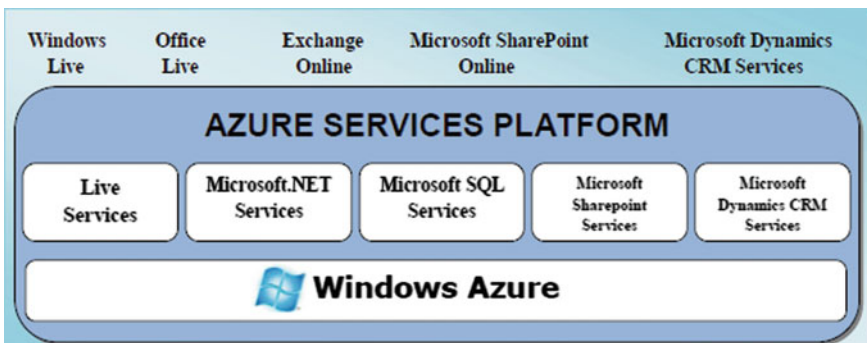 Windows Live
Office Live
Exchange Online
Microsoft SharePoint Online
Microsoft Dynamics CRM Services
AZURE SERVICES PLATFORM
Live Services
Microsoft.NET Services
Microsoft SQL Services
Microsoft Sharepoint Services
Microsoft Dynamics CRM Services
Windows Azure